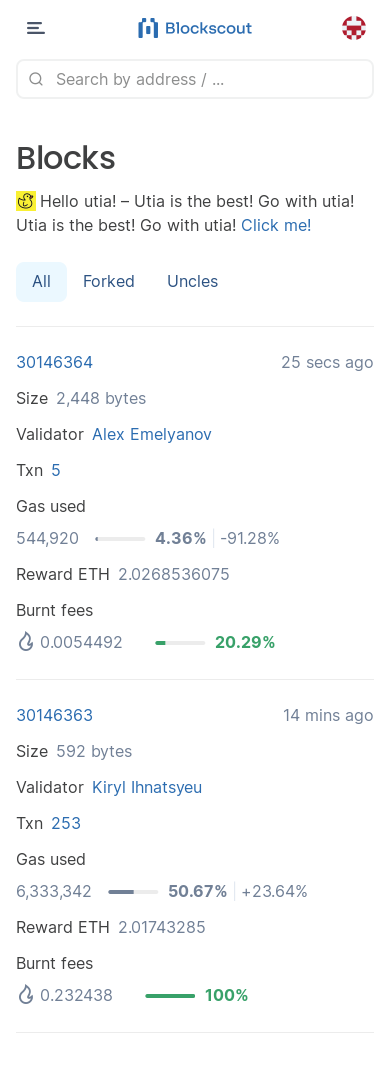 Blockscout
Search by address / ...
Blocks
Hello utia! – Utia is the best! Go with utia!
Utia is the best! Go with utia! Click me!
All Forked Uncles
30146364 25 secs ago
Size 2,448 bytes
Validator Alex Emelyanov
Txn 5
Gas used
544,920 4.36% -91.28%
Reward ETH 2.0268536075
Burnt fees
0.0054492 20.29%
30146363 14 mins ago
Size 592 bytes
Validator Kiryl Ihnatsyeu
Txn 253
Gas used
6,333,342 50.67% +23.64%
Reward ETH 2.01743285
Burnt fees
0.232438 100%